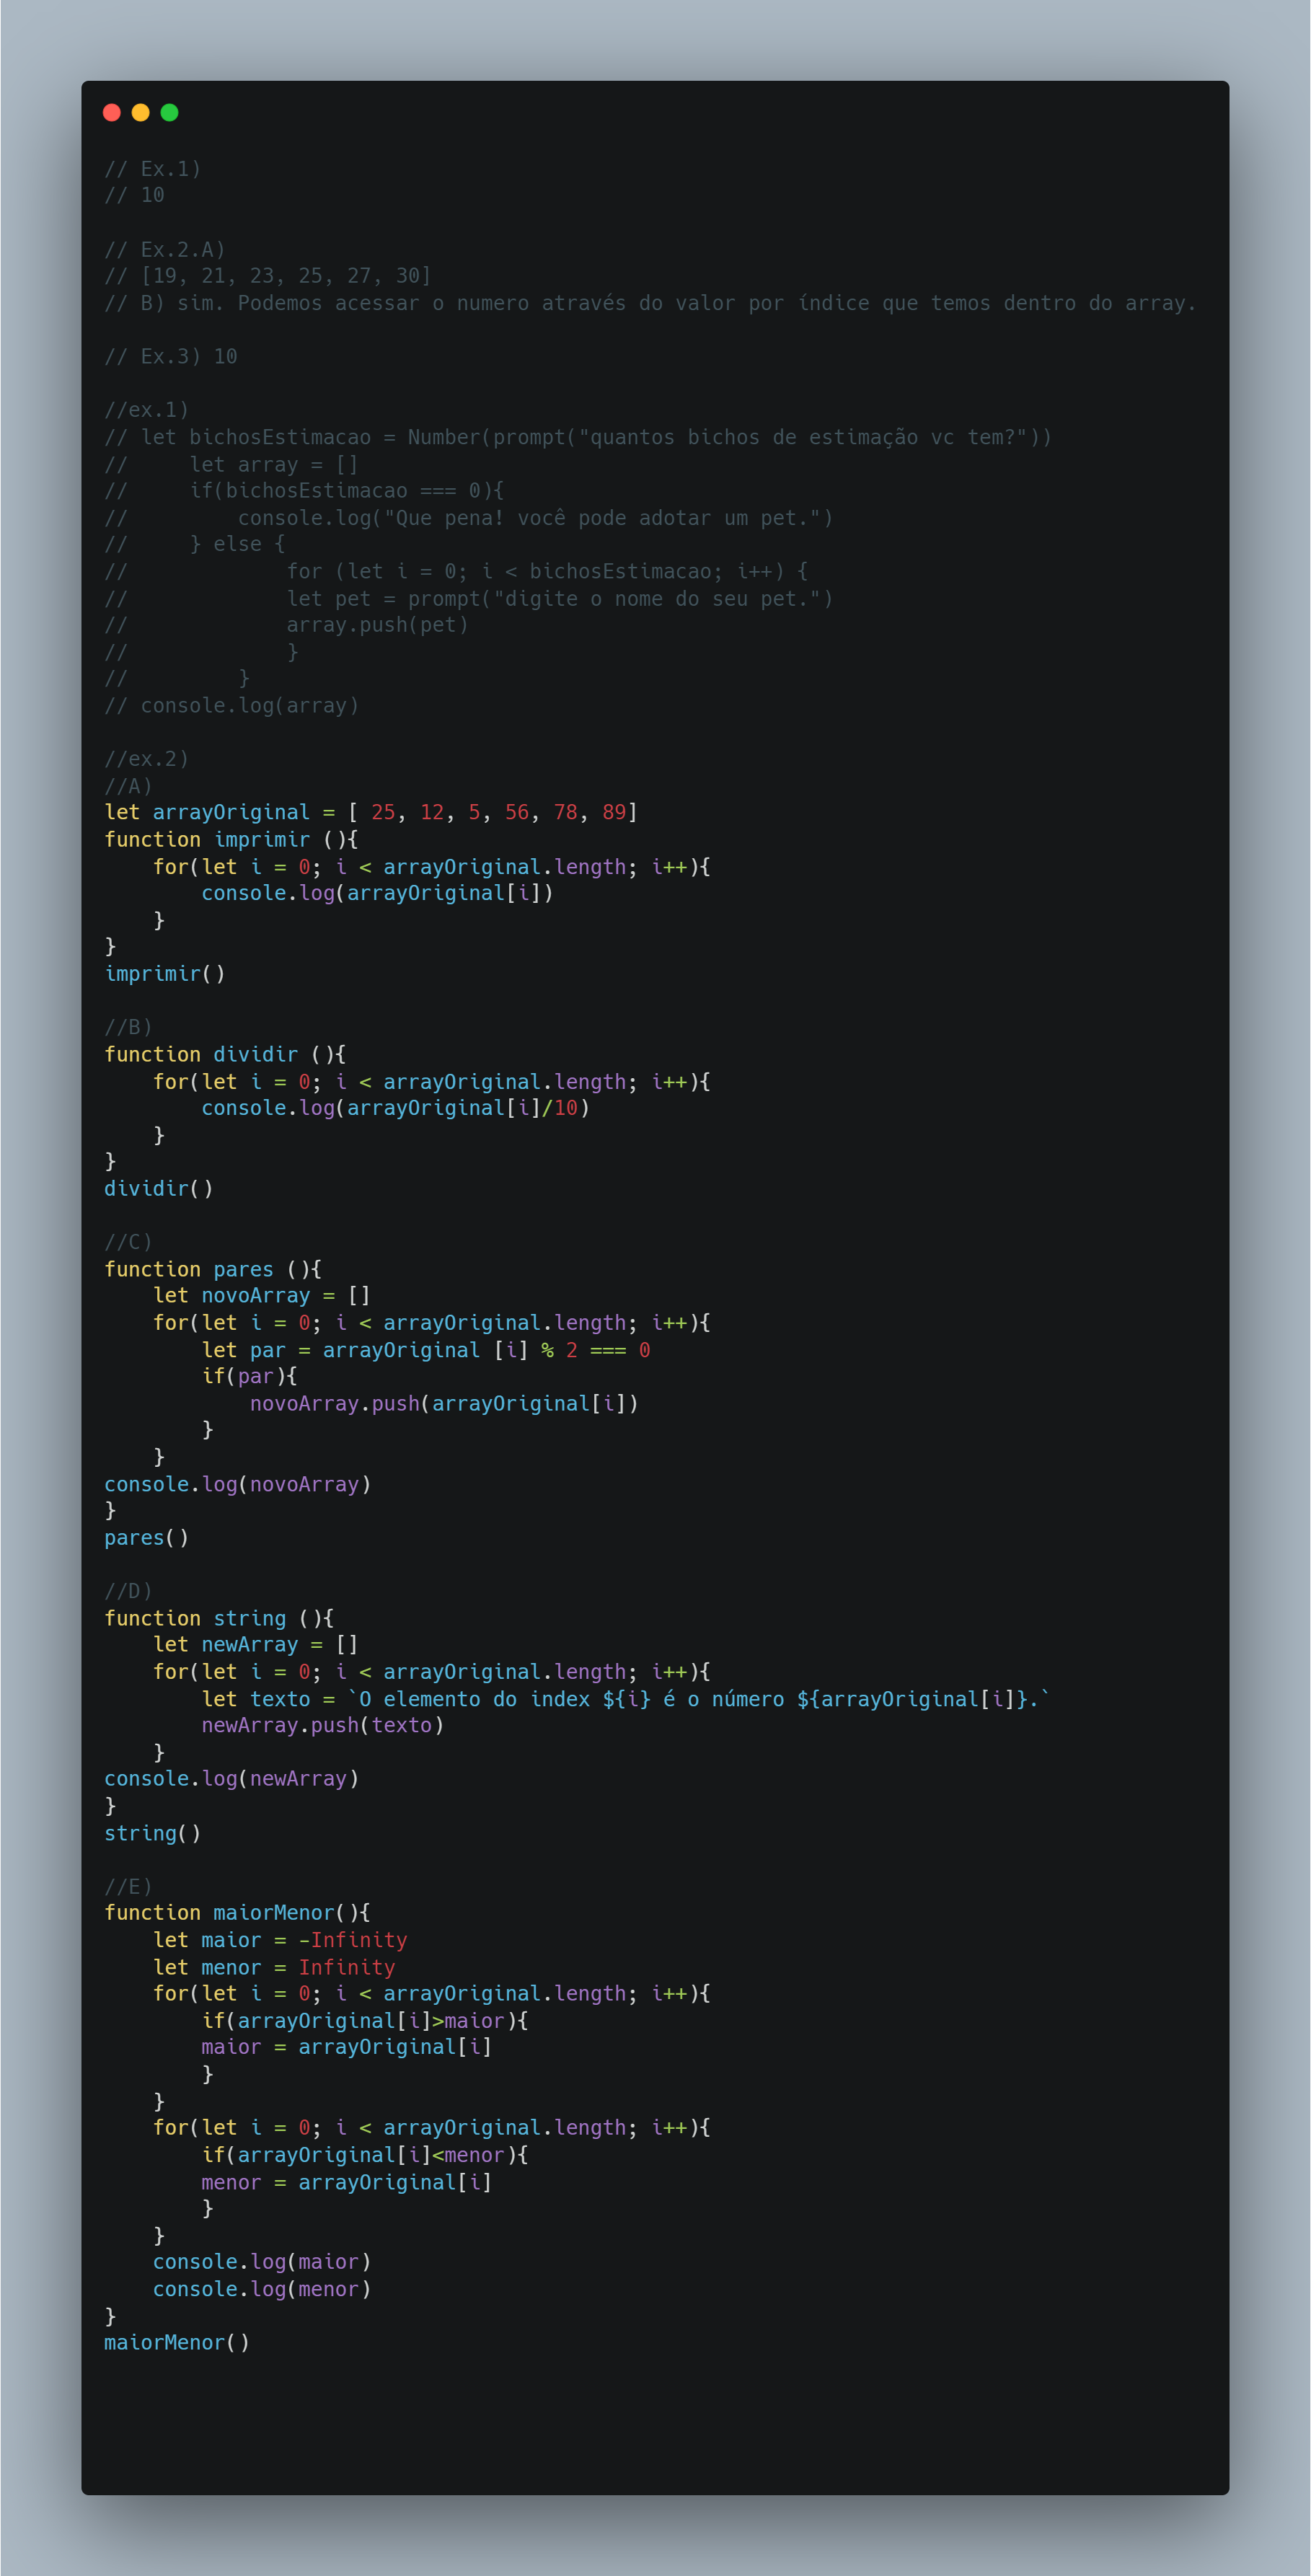 // Ex.1)
// 10

// Ex.2.A)
// [19, 21, 23, 25, 27, 30]
// B) sim. Podemos acessar o numero através do valor por índice que temos dentro do array.

// Ex.3) 10

//ex.1)
// let bichosEstimacao = Number(prompt("quantos bichos de estimação vc tem?"))
//     let array = []
//     if(bichosEstimacao === 0){
//         console.log("Que pena! você pode adotar um pet.")
//     } else {
//             for (let i = 0; i < bichosEstimacao; i++) {
//             let pet = prompt("digite o nome do seu pet.")
//             array.push(pet)
//             }
//         }
// console.log(array)

//ex.2)
//A)
let arrayOriginal = [ 25, 12, 5, 56, 78, 89]
function imprimir (){
    for(let i = 0; i < arrayOriginal.length; i++){
        console.log(arrayOriginal[i])
    }
}
imprimir()

//B)
function dividir (){
    for(let i = 0; i < arrayOriginal.length; i++){
        console.log(arrayOriginal[i]/10)
    }
}
dividir()

//C)
function pares (){
    let novoArray = []
    for(let i = 0; i < arrayOriginal.length; i++){
        let par = arrayOriginal [i] % 2 === 0
        if(par){
            novoArray.push(arrayOriginal[i])
        }
    }
console.log(novoArray)
}
pares()

//D)
function string (){
    let newArray = []
    for(let i = 0; i < arrayOriginal.length; i++){
        let texto = `O elemento do index ${i} é o número ${arrayOriginal[i]}.`
        newArray.push(texto)
    }
console.log(newArray)
}
string()

//E)
function maiorMenor(){
    let maior = -Infinity
    let menor = Infinity
    for(let i = 0; i < arrayOriginal.length; i++){
        if(arrayOriginal[i]>maior){
        maior = arrayOriginal[i]
        }
    }
    for(let i = 0; i < arrayOriginal.length; i++){
        if(arrayOriginal[i]<menor){
        menor = arrayOriginal[i]
        }
    }
    console.log(maior)
    console.log(menor)
}
maiorMenor()